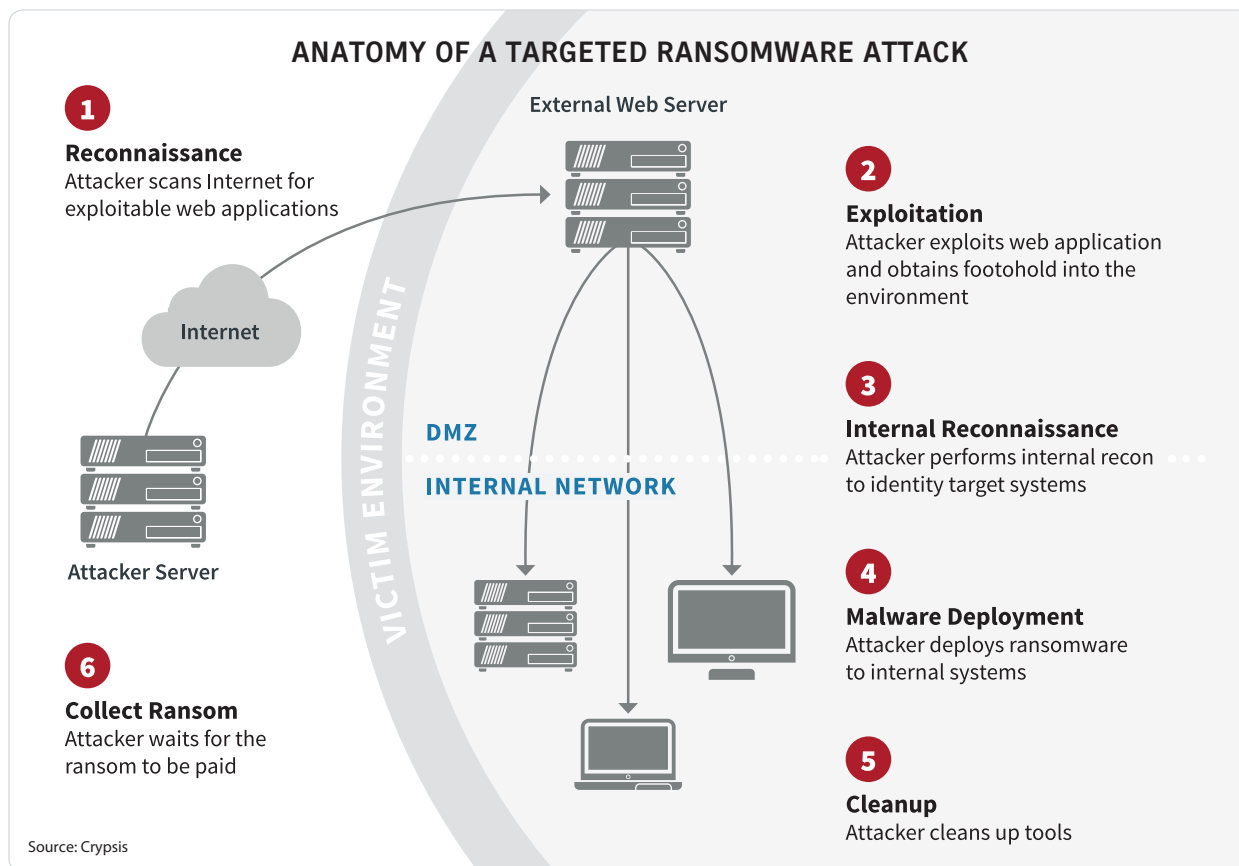 ANATOMY OF A TARGETED RANSOMWARE ATTACK
1
Reconnaissance
Attacker scans Internet for
exploitable web applications
External Web Server
2
Exploitation
Attacker exploits web application
and obtains footohold into the
environment
Internet
VICTIM ENVIRONMENT
3
Internal Reconnaissance
Attacker performs internal recon
to identity target systems
DMZ
INTERNAL NETWORK
Attacker Server
4
Malware Deployment
Attacker deploys ransomware
to internal systems
5
Cleanup
Attacker cleans up tools
6
Collect Ransom
Attacker waits for the
ransom to be paid
Source: Crypsis